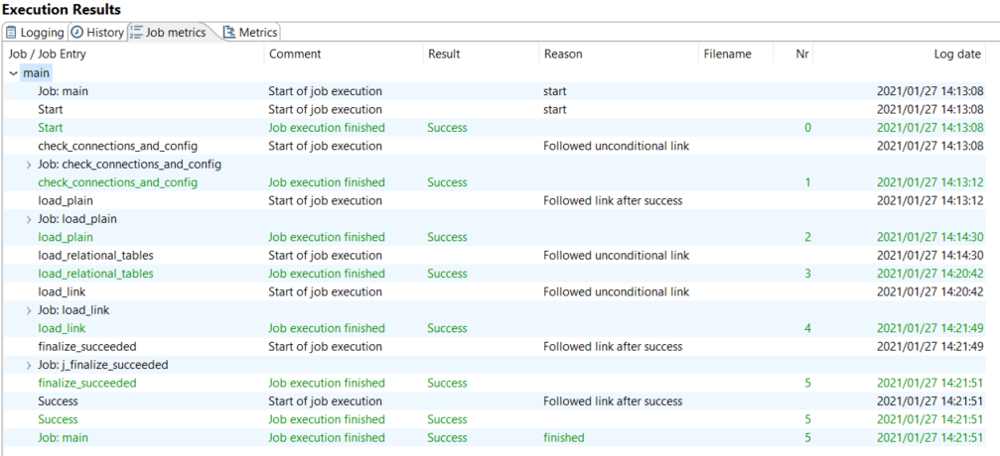 Execution Results
Logging History Job metrics Metrics
Job / Job Entry Comment Result Reason Filename Nr Log date
main
Job: main Start of job execution start 2021/01/27 14:13:08
Start Start of job execution start 2021/01/27 14:13:08
Start Job execution finished Success 0 2021/01/27 14:13:08
check_connections_and_config Start of job execution Followed unconditional link 2021/01/27 14:13:08
Job: check_connections_and_config
check_connections_and_config Job execution finished Success 1 2021/01/27 14:13:12
load_plain Start of job execution Followed link after success 2021/01/27 14:13:12
Job: load_plain
load_plain Job execution finished Success 2 2021/01/27 14:14:30
load_relational_tables Start of job execution Followed unconditional link 2021/01/27 14:14:30
load_relational_tables Job execution finished Success 3 2021/01/27 14:20:42
load_link Start of job execution Followed unconditional link 2021/01/27 14:20:42
Job: load_link
load_link Job execution finished Success 4 2021/01/27 14:21:49
finalize_succeeded Start of job execution Followed link after success 2021/01/27 14:21:49
Job: j_finalize_succeeded
finalize_succeeded Job execution finished Success 5 2021/01/27 14:21:51
Success Start of job execution Followed link after success 2021/01/27 14:21:51
Success Job execution finished Success 5 2021/01/27 14:21:51
Job: main Job execution finished Success finished 5 2021/01/27 14:21:51